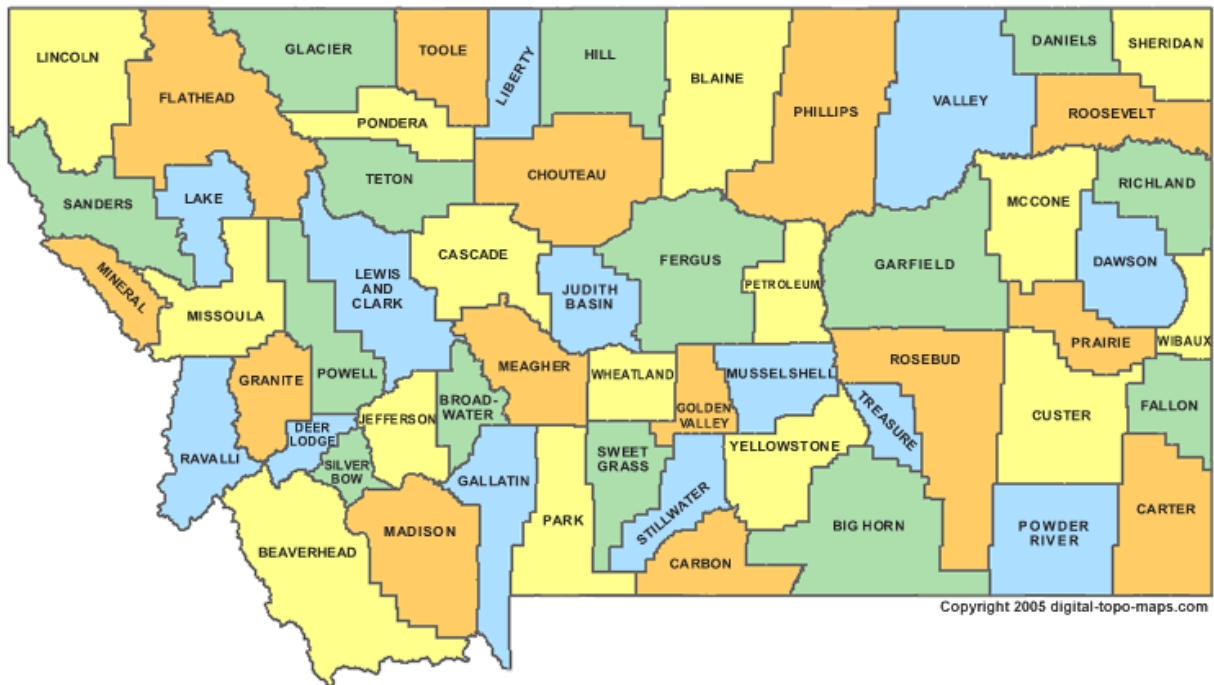 LINCOLN
FLATHEAD
GLACIER
TOOLE
LIBERTY
HILL
BLAINE
PHILLIPS
VALLEY
DANIELS
SHERIDAN
ROOSEVELT
PONDERA
TETON
CHOUTEAU
SANDERS
LAKE
MCCONE
RICHLAND
MINERAL
MISSOULA
LEWIS
AND
CLARK
CASCADE
JUDITH
BASIN
FERGUS
PETROLEUM
GARFIELD
DAWSON
WIBAUX
PRAIRIE
ROSEBUD
GRANITE
POWELL
MEAGHER
WHEATLAND
MUSSELSHELL
GOLDEN
VALLEY
TREASURE
CUSTER
FALLON
RAVALLI
DEER
LODGE
JEFFERSON
BROAD-
WATER
SILVER
BOW
GALLATIN
SWEET
GRASS
YELLOWSTONE
STILLWATER
BEAVERHEAD
MADISON
PARK
CARBON
BIG HORN
POWDER
RIVER
CARTER
Copyright 2005 digital-topo-maps.com